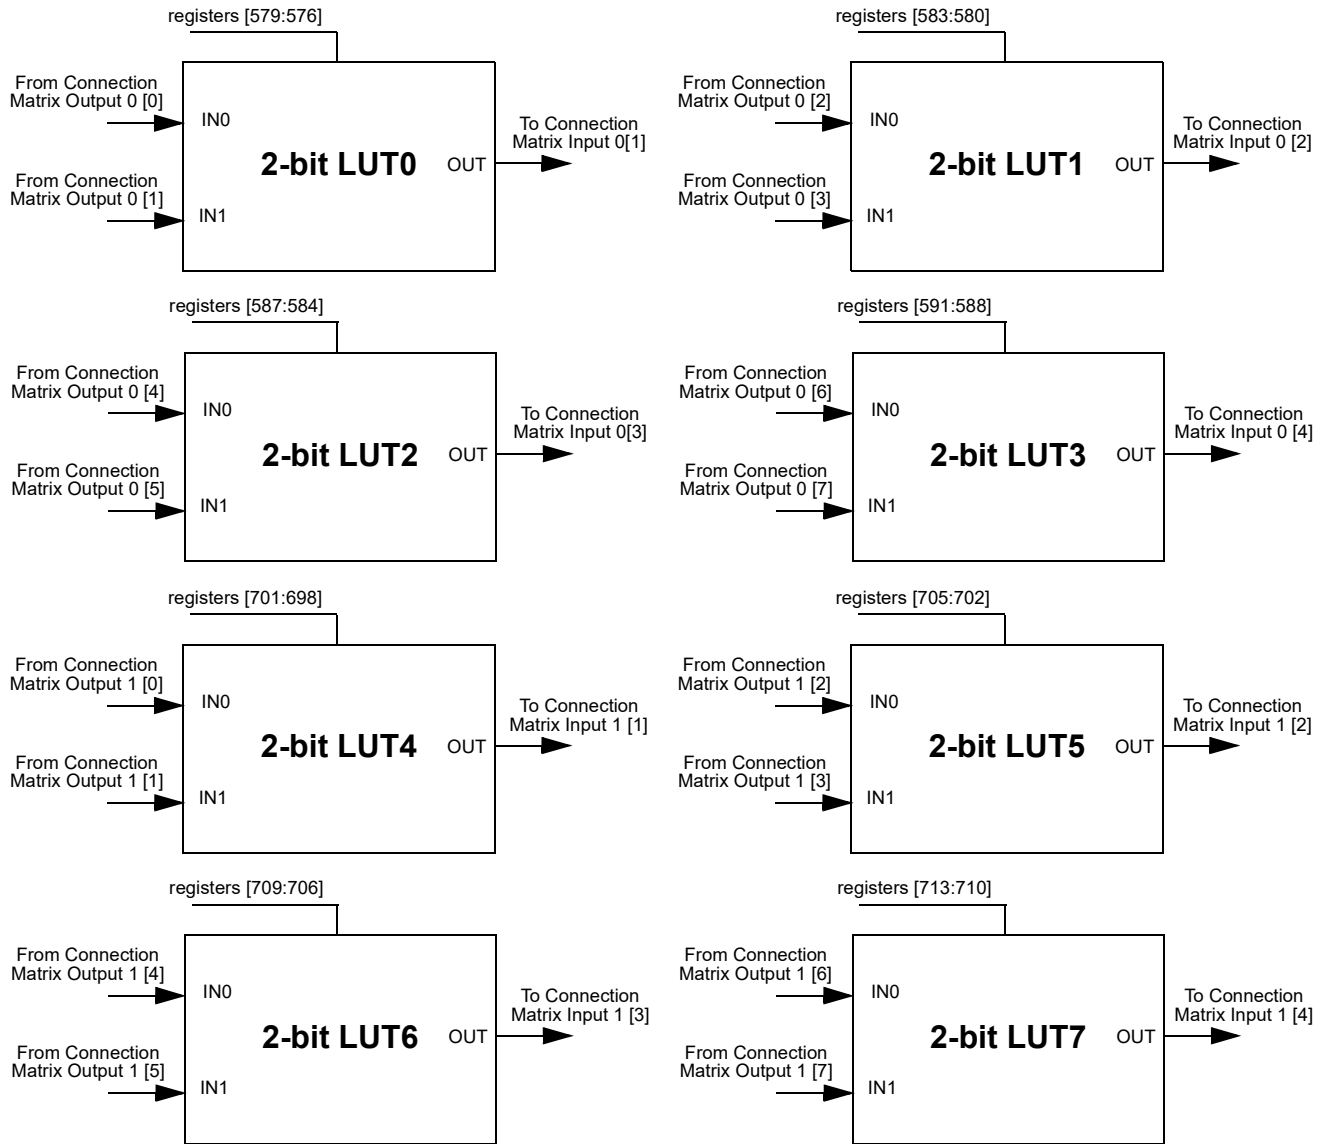 registers [579:576]
From Connection
Matrix Output 0 [0]
IN0
2-bit LUT0
OUT
To Connection
Matrix Input 0[1]
From Connection
Matrix Output 0 [1]
IN1
registers [583:580]
From Connection
Matrix Output 0 [2]
IN0
2-bit LUT1
OUT
To Connection
Matrix Input 0 [2]
From Connection
Matrix Output 0 [3]
IN1
registers [587:584]
From Connection
Matrix Output 0 [4]
IN0
2-bit LUT2
OUT
To Connection
Matrix Input 0[3]
From Connection
Matrix Output 0 [5]
IN1
registers [591:588]
From Connection
Matrix Output 0 [6]
IN0
2-bit LUT3
OUT
To Connection
Matrix Input 0 [4]
From Connection
Matrix Output 0 [7]
IN1
registers [701:698]
From Connection
Matrix Output 1 [0]
IN0
2-bit LUT4
OUT
To Connection
Matrix Input 1 [1]
From Connection
Matrix Output 1 [1]
IN1
registers [705:702]
From Connection
Matrix Output 1 [2]
IN0
2-bit LUT5
OUT
To Connection
Matrix Input 1 [2]
From Connection
Matrix Output 1 [3]
IN1
registers [709:706]
From Connection
Matrix Output 1 [4]
IN0
2-bit LUT6
OUT
To Connection
Matrix Input 1 [3]
From Connection
Matrix Output 1 [5]
IN1
registers [713:710]
From Connection
Matrix Output 1 [6]
IN0
2-bit LUT7
OUT
To Connection
Matrix Input 1 [4]
From Connection
Matrix Output 1 [7]
IN1